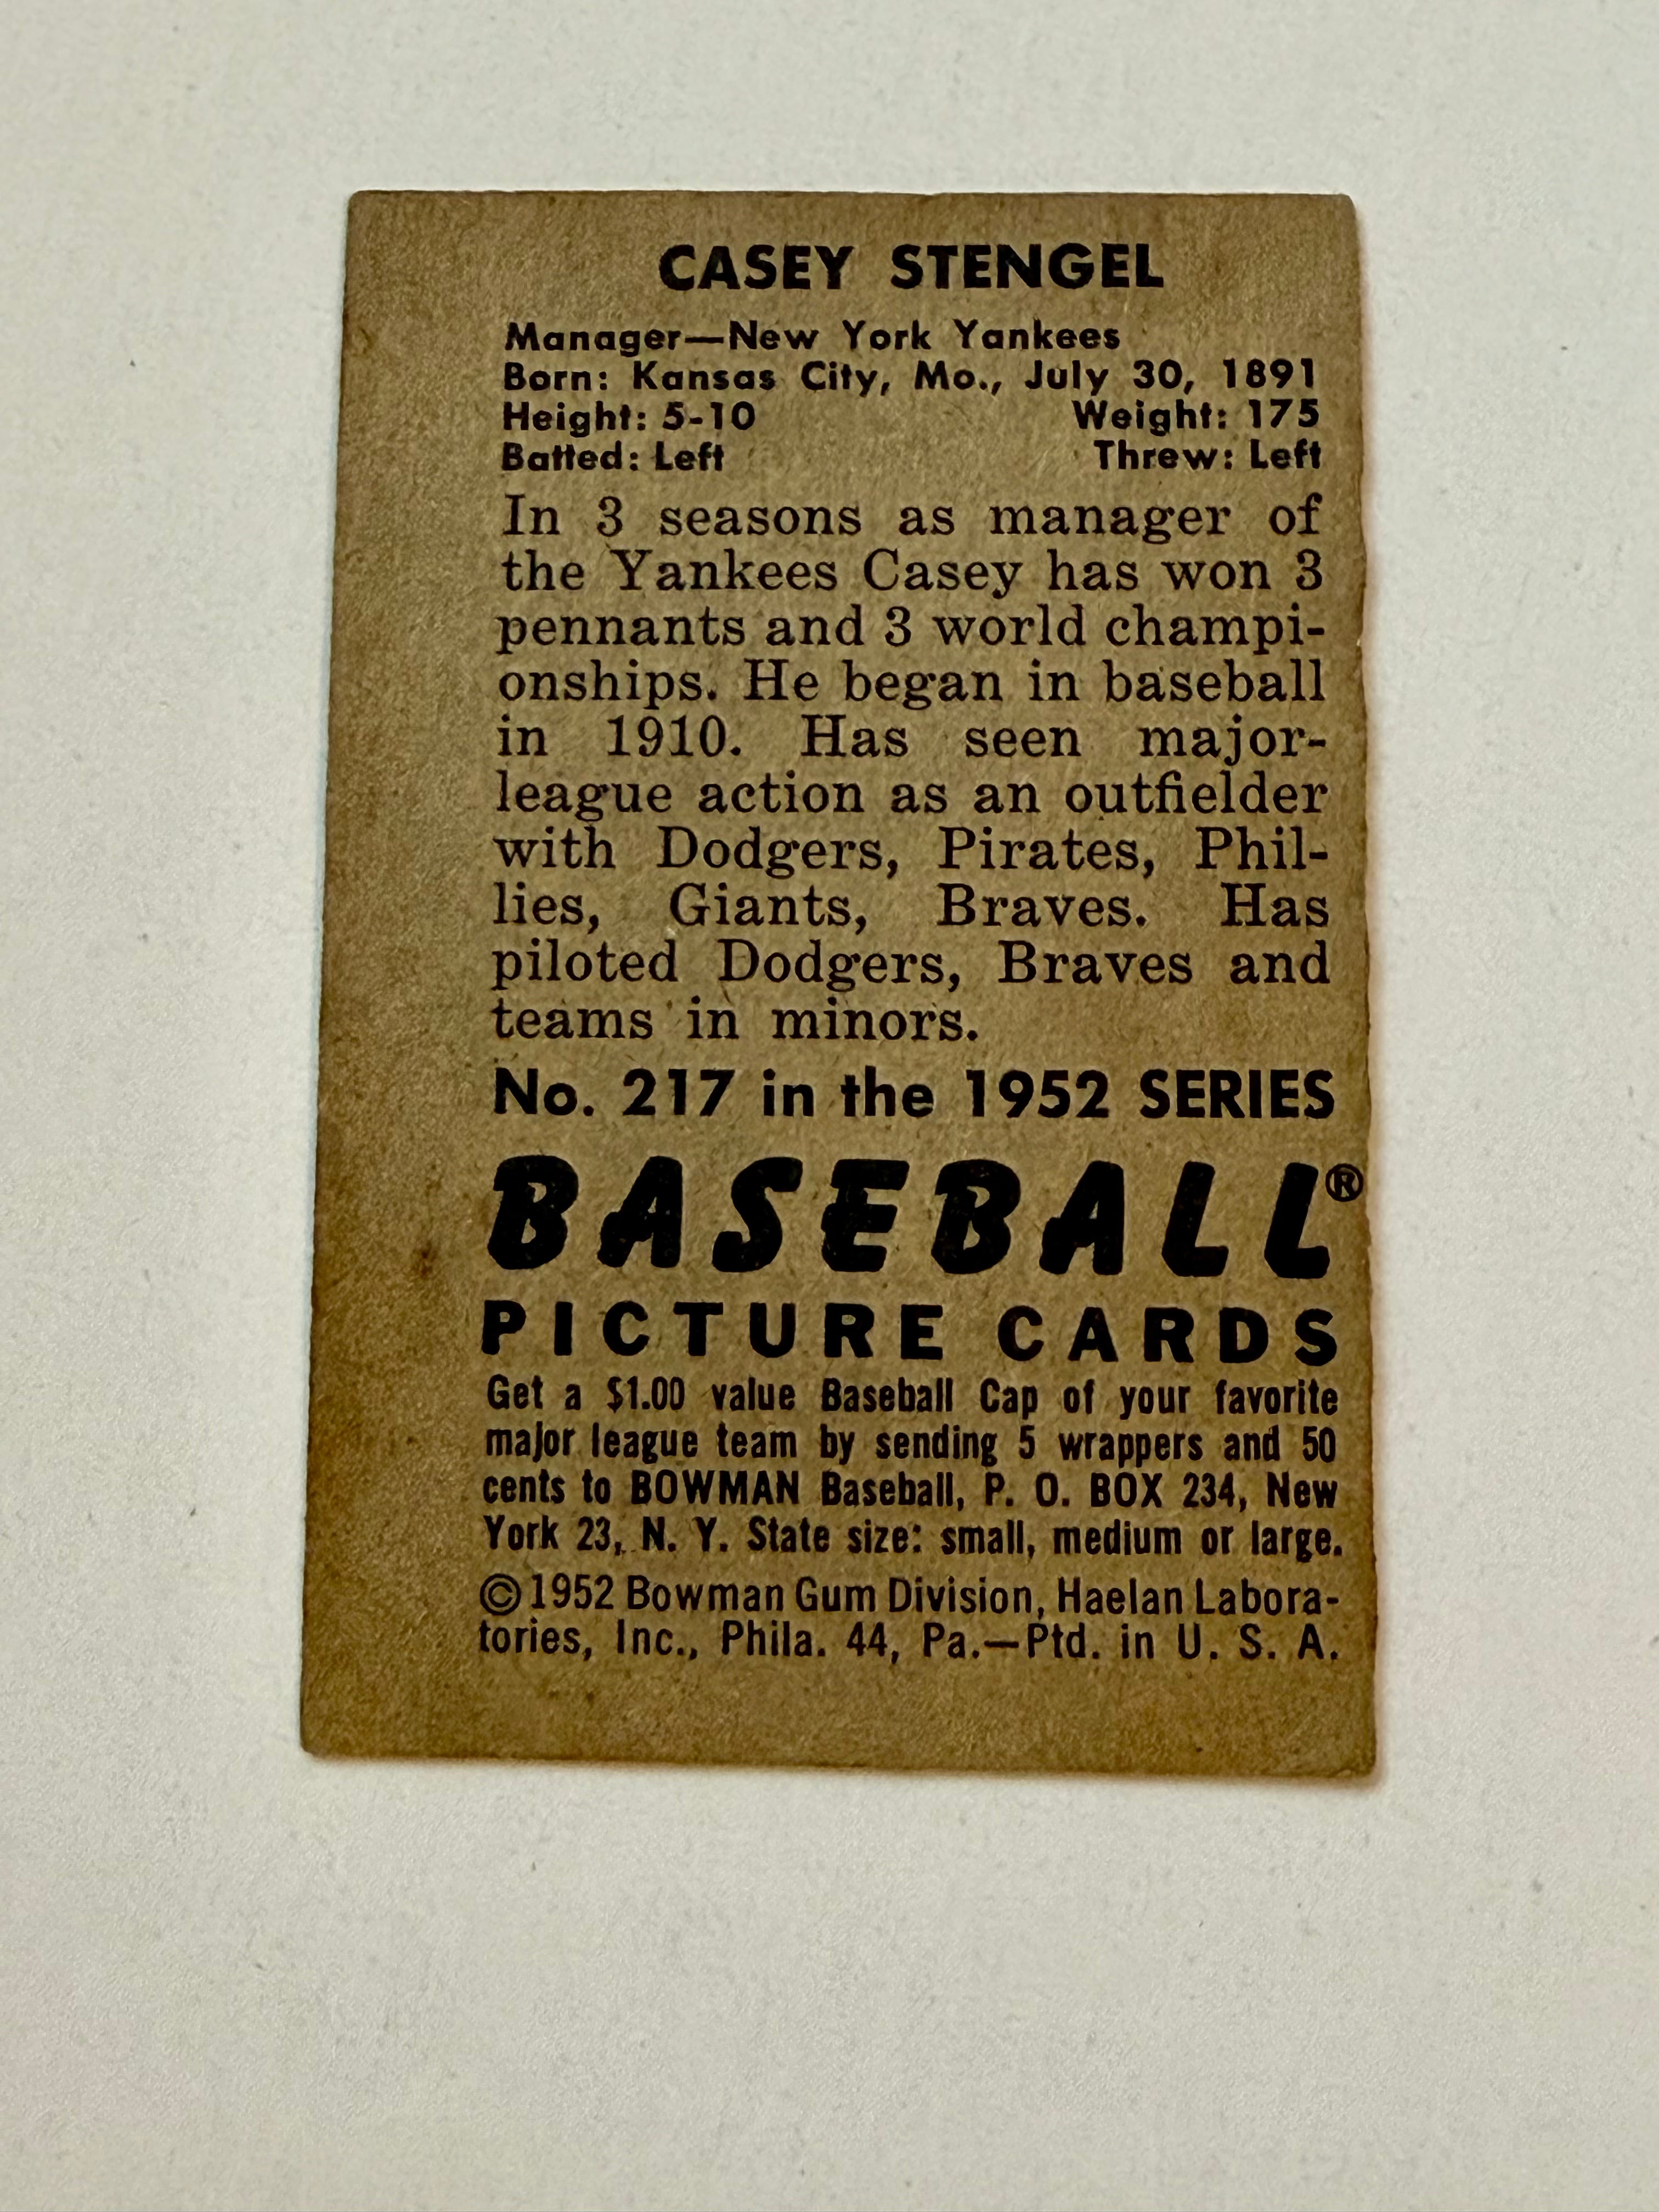 CASEY STENGEL
Manager—New York Yankees
Born: Kansas City, Mo., July 30, 1891
Height: 5-10 Weight: 175
Batted: Left Threw: Left
In 3 seasons as manager of
the Yankees Casey has won 3
pennants and 3 world champi-
onships. He began in baseball
in 1910. Has seen major-
league action as an outfielder
with Dodgers, Pirates, Phil-
lies, Giants, Braves. Has
piloted Dodgers, Braves and
teams in minors.
No. 217 in the 1952 SERIES
BASEBALL®
PICTURE CARDS
Get a $1.00 value Baseball Cap of your favorite
major league team by sending 5 wrappers and 50
cents to BOWMAN Baseball, P. O. BOX 234, New
York 23, N. Y. State size: small, medium or large.
©1952 Bowman Gum Division, Haelan Labora-
tories, Inc., Phila. 44, Pa.—Ptd. in U. S. A.